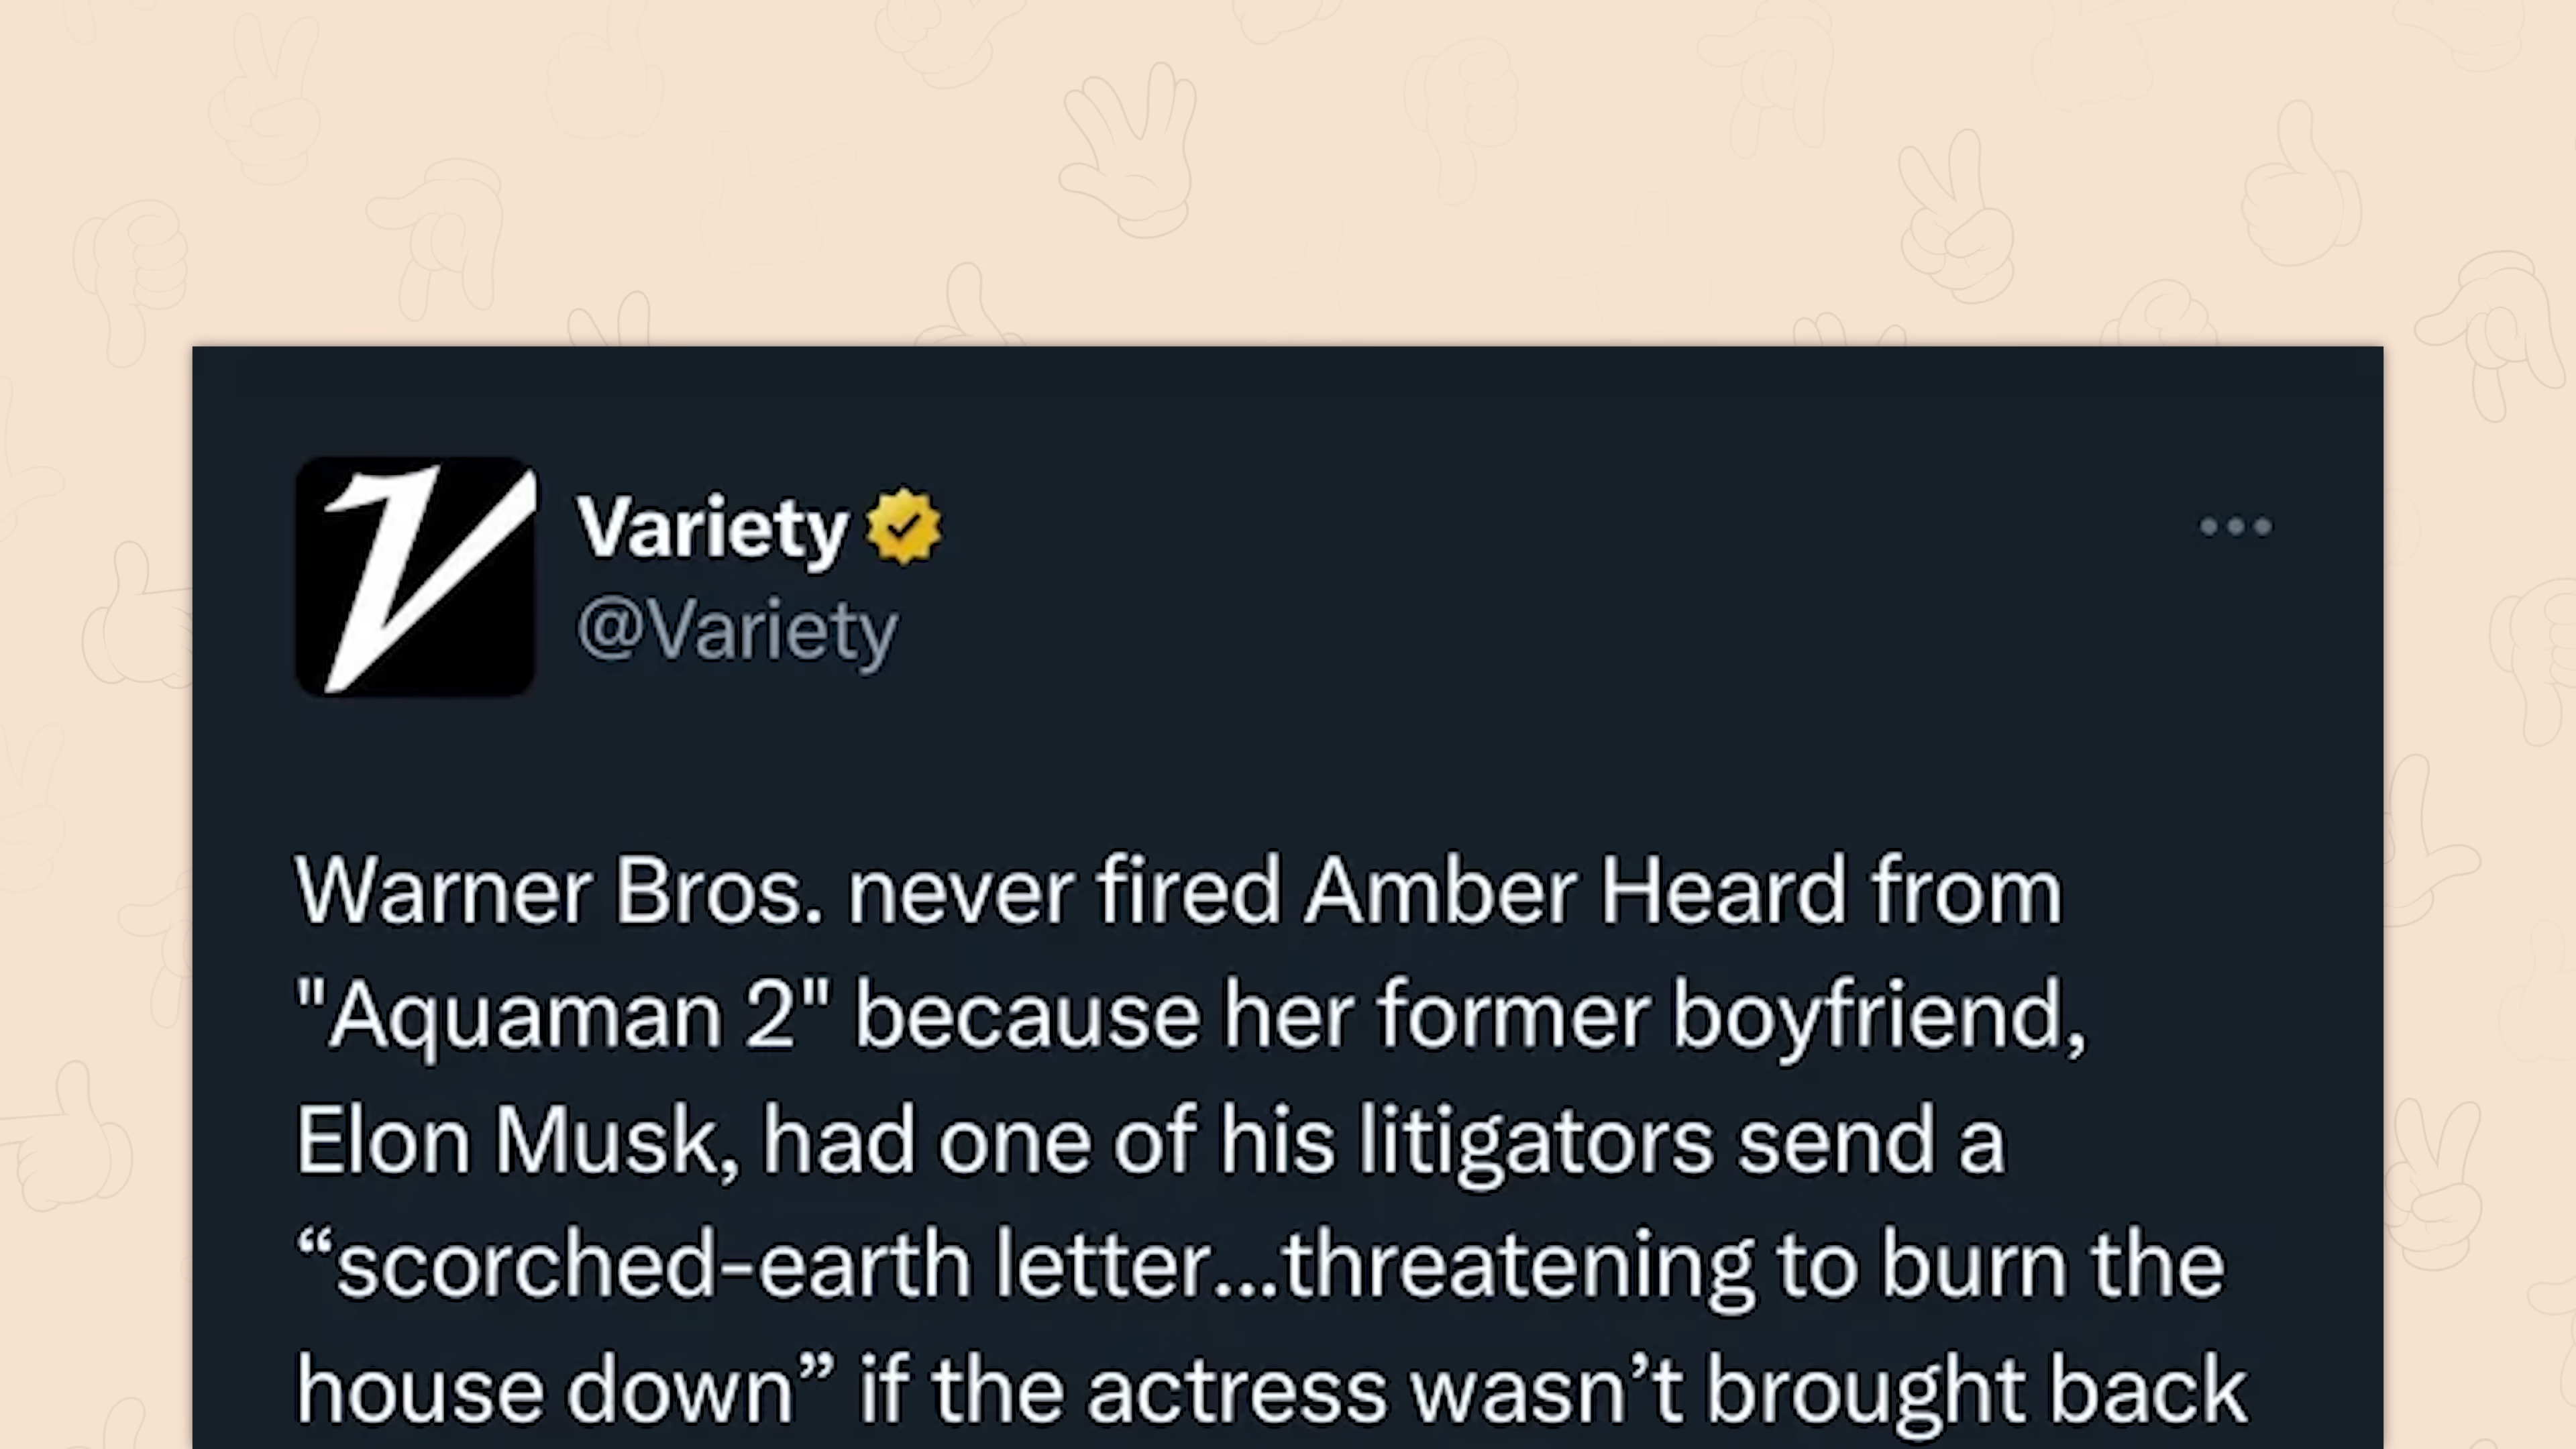 Variety
@Variety
Warner Bros. never fired Amber Heard from
"Aquaman 2" because her former boyfriend,
Elon Musk, had one of his litigators send a
“scorched-earth letter...threatening to burn the
house down” if the actress wasn’t brought back